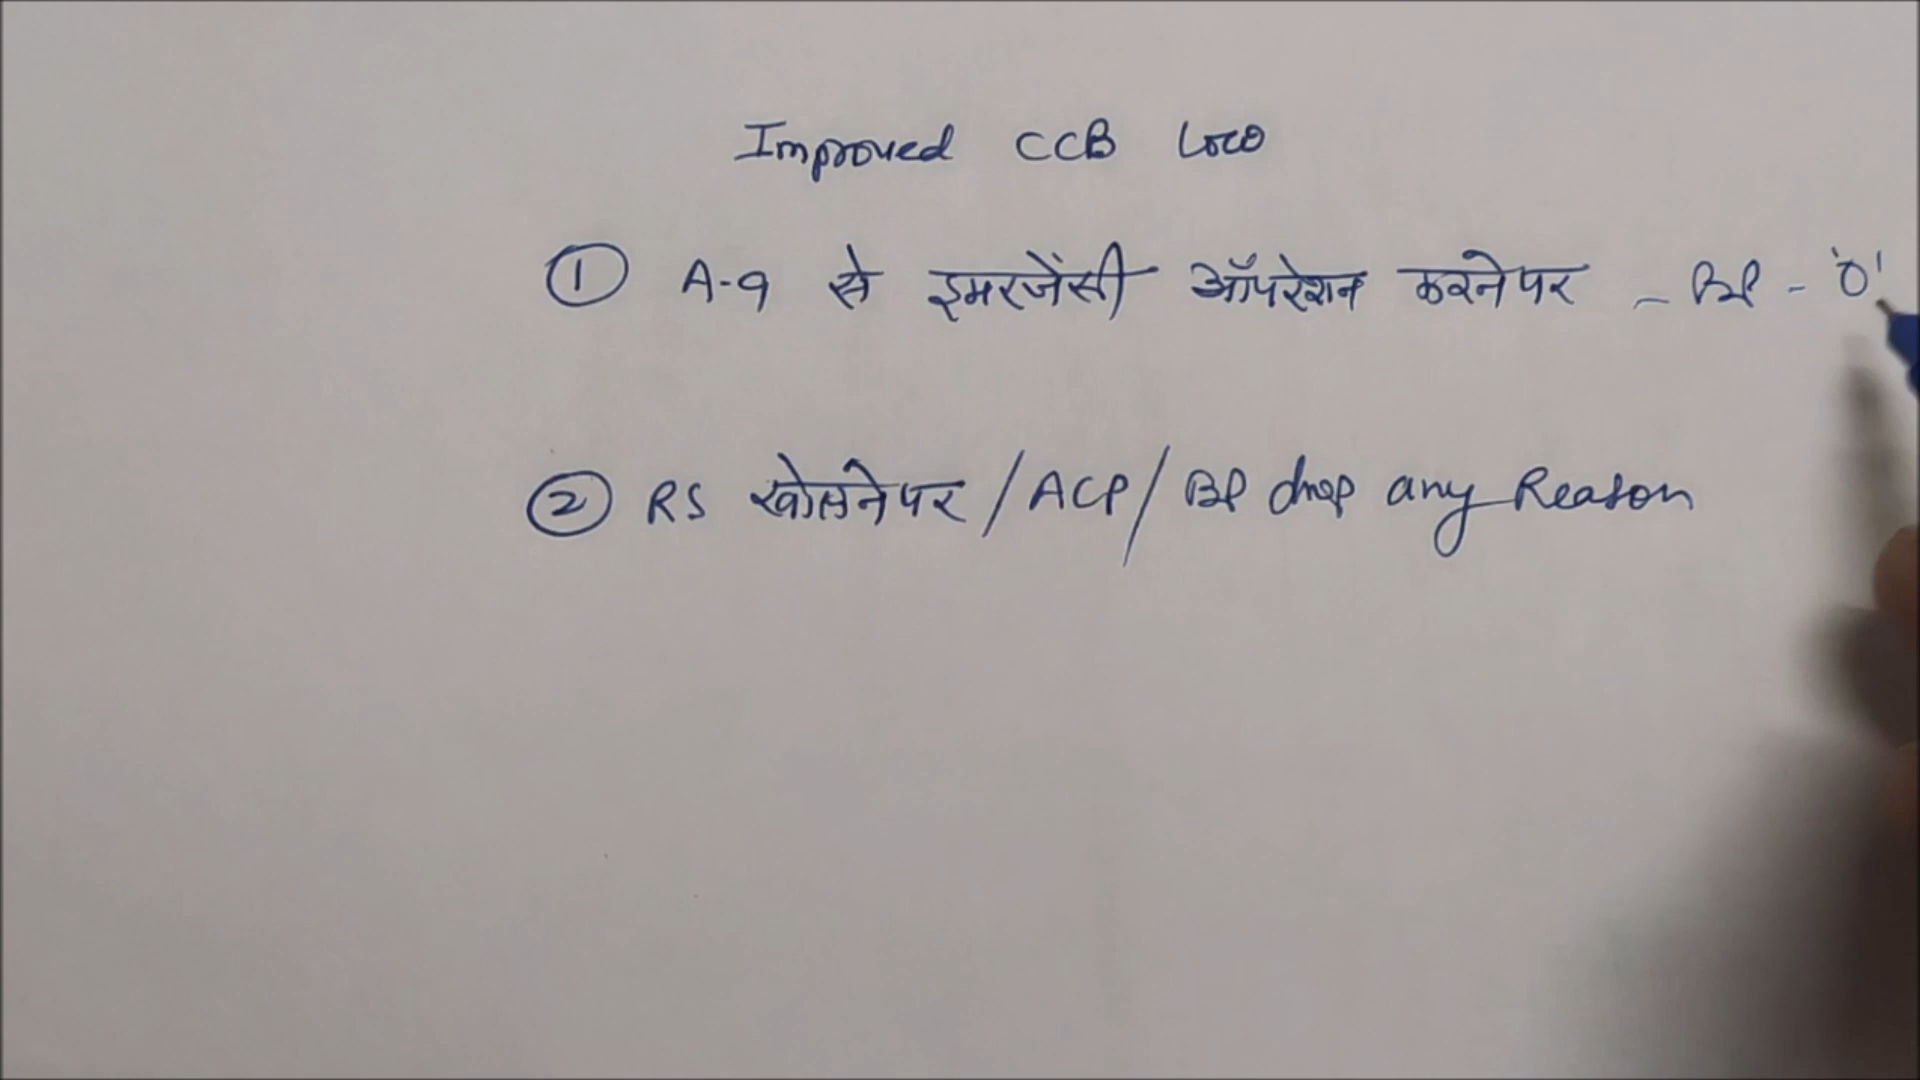 Improved CCB Loco
① A-9 से इमरजेंसी ऑपरेशन करनेपर - BP - '0'
② RS खोलनेपर / ACP / BP drop any Reason